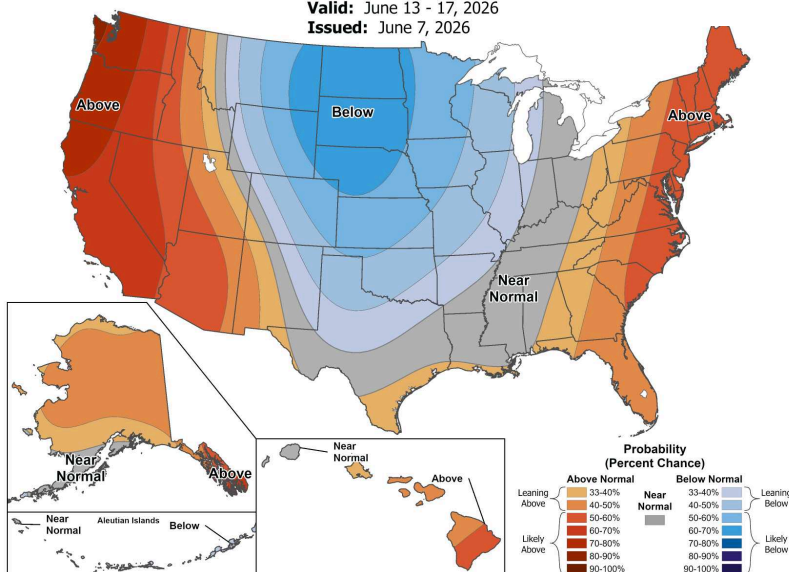 Valid: June 13 - 17, 2026
Issued: June 7, 2026
Above
Below
Above
Near
Normal
Near
Normal
Above
Near
Normal
Aleutian Islands
Below
Near
Normal
Above
Probability
(Percent Chance)
Above Normal
Below Normal
Leaning
Above
33-40%
40-50%
Near
Normal
33-40%
40-50%
Leaning
Below
Likely
Above
50-60%
60-70%
70-80%
80-90%
90-100%
50-60%
60-70%
70-80%
80-90%
90-100%
Likely
Below